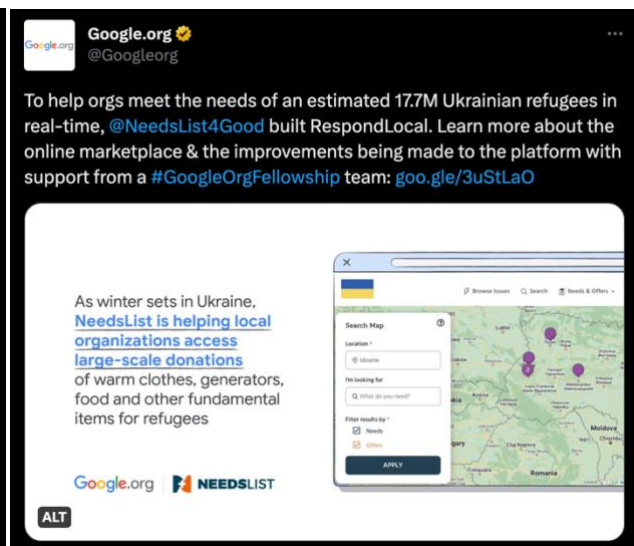 Google.org
Google.org
@Googleorg
To help orgs meet the needs of an estimated 17.7M Ukrainian refugees in
real-time, @NeedsList4Good built RespondLocal. Learn more about the
online marketplace & the improvements being made to the platform with
support from a #GoogleOrgFellowship team: goo.gle/3uStLaO
As winter sets in Ukraine,
NeedsList is helping local
organizations access
large-scale donations
of warm clothes, generators,
food and other fundamental
items for refugees
Google.org
NEEDSLIST
ALT
Browse Issues
Search
Needs & Offers
Search Map
Location *
Ukraine
I'm looking for
What do you need?
Filter results by *
Needs
Offers
APPLY
Lublin
Moldova
Cluj-Napoca
Romania